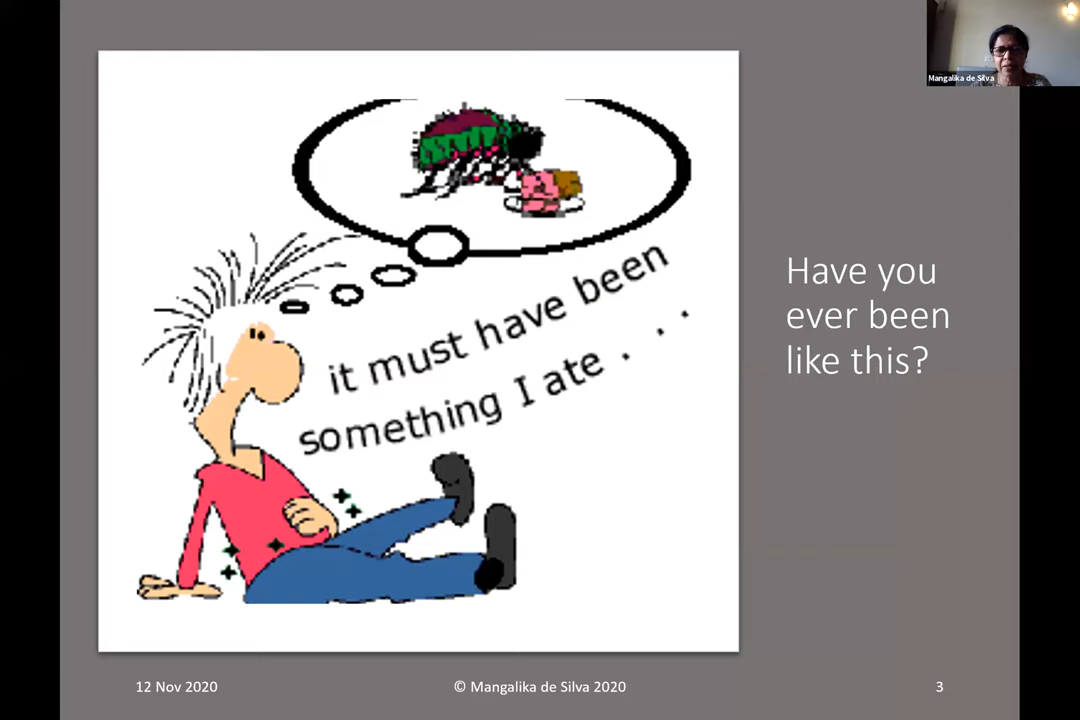 Mangalika de Silva
it must have been
something I ate . . .
Have you
ever been
like this?
12 Nov 2020
© Mangalika de Silva 2020
3